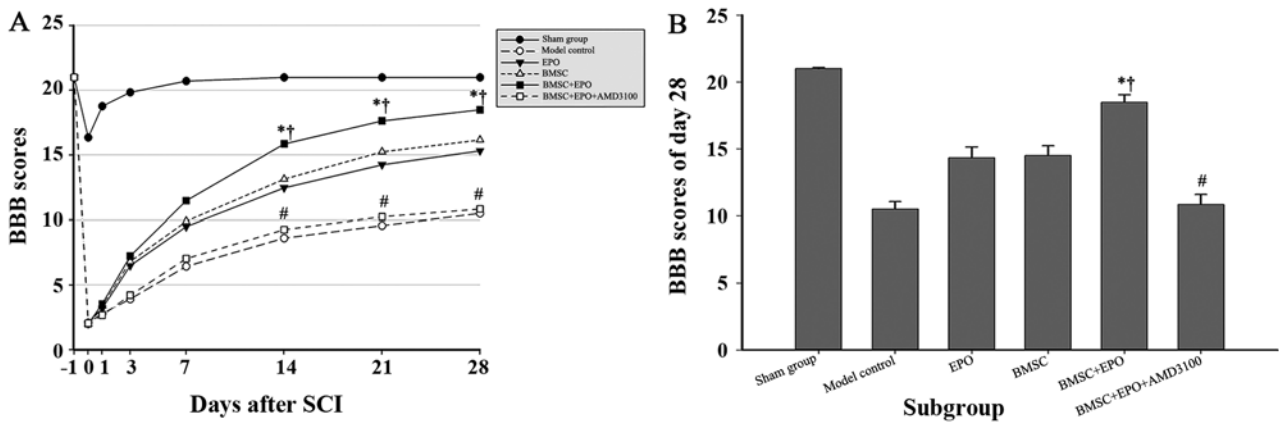 A
BBB scores
25
20
15
10
5
0
-1 0 1 3 7 14 21 28
Days after SCI
*† *† *†
# # #
Sham group
Model control
EPO
BMSC
BMSC+EPO
BMSC+EPO+AMD3100
B
BBB scores of day 28
25
20
15
10
5
0
*†
#
Sham group
Model control
EPO
BMSC
BMSC+EPO
BMSC+EPO+AMD3100
Subgroup